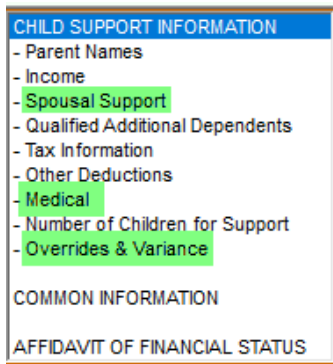 CHILD SUPPORT INFORMATION
- Parent Names
- Income
- Spousal Support
- Qualified Additional Dependents
- Tax Information
- Other Deductions
- Medical
- Number of Children for Support
- Overrides & Variance
COMMON INFORMATION
AFFIDAVIT OF FINANCIAL STATUS